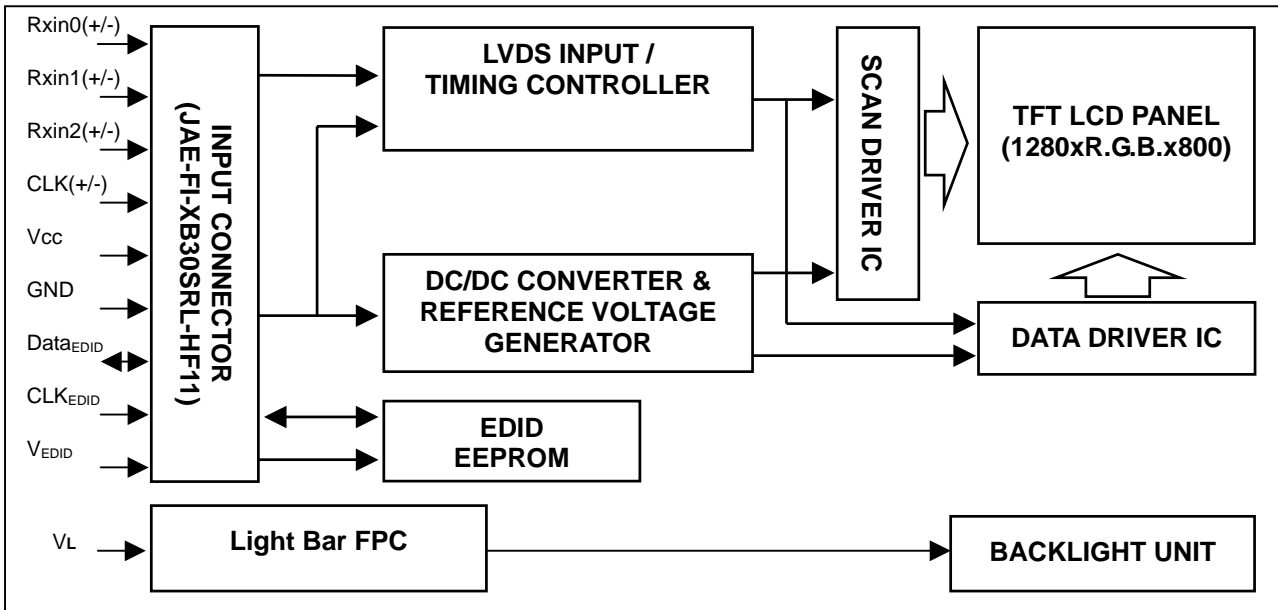 Rxin0(+/-)
Rxin1(+/-)
Rxin2(+/-)
CLK(+/-)
Vcc
GND
DataEDID
CLKEDID
VEDID
VL
INPUT CONNECTOR
(JAE-FI-XB30SRL-HF11)
LVDS INPUT /
TIMING CONTROLLER
DC/DC CONVERTER &
REFERENCE VOLTAGE
GENERATOR
EDID
EEPROM
Light Bar FPC
SCAN DRIVER IC
TFT LCD PANEL
(1280xR.G.B.x800)
DATA DRIVER IC
BACKLIGHT UNIT